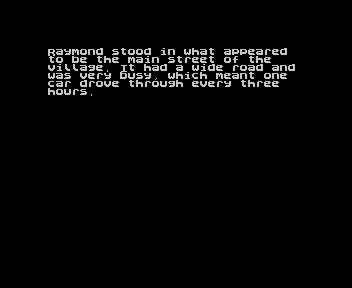 Raymond stood in what appeared
to be the main street of the
village. It had a wide road and
was very busy, which meant one
car drove through every three
hours.